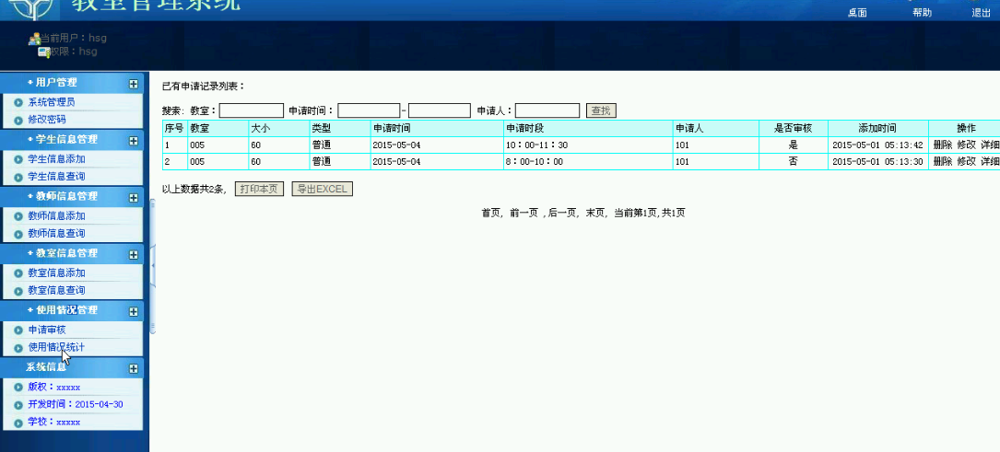 教室管理系统
桌面 帮助 退出
当前用户：hsg
权限：hsg
+用户管理
系统管理员
修改密码
+学生信息管理
学生信息添加
学生信息查询
+教师信息管理
教师信息添加
教师信息查询
+教室信息管理
教室信息添加
教室信息查询
+使用情况管理
申请审核
使用情况统计
系统信息
版权：xxxxx
开发时间：2015-04-30
学校：xxxxx
已有申请记录列表：
搜索: 教室： 申请时间： - 申请人： 查找
序号 教室 大小 类型 申请时间 申请时段 申请人 是否审核 添加时间 操作
1 005 60 普通 2015-05-04 10：00-11：30 101 是 2015-05-01 05:13:42 删除 修改 详细
2 005 60 普通 2015-05-04 8：00-10：00 101 否 2015-05-01 05:13:30 删除 修改 详细
以上数据共2条, 打印本页 导出EXCEL
首页, 前一页 ,后一页, 末页, 当前第1页,共1页